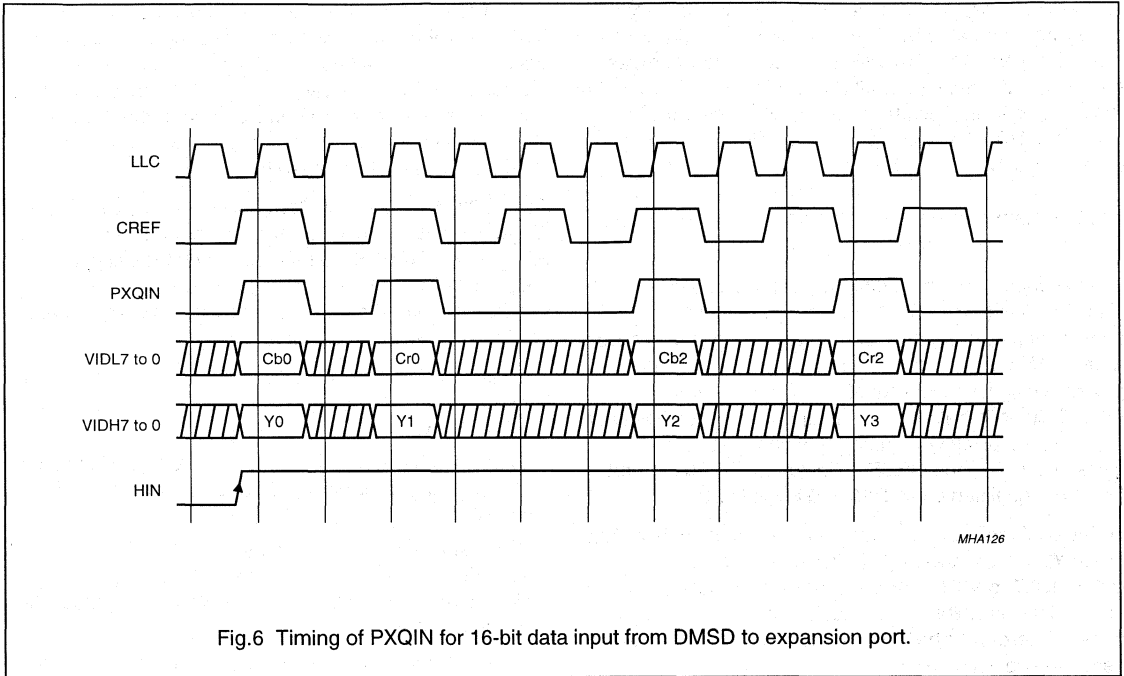 LLC
CREF
PXQIN
VIDL7 to 0 Cb0 Cr0 Cb2 Cr2
VIDH7 to 0 Y0 Y1 Y2 Y3
HIN
MHA126
Fig.6 Timing of PXQIN for 16-bit data input from DMSD to expansion port.